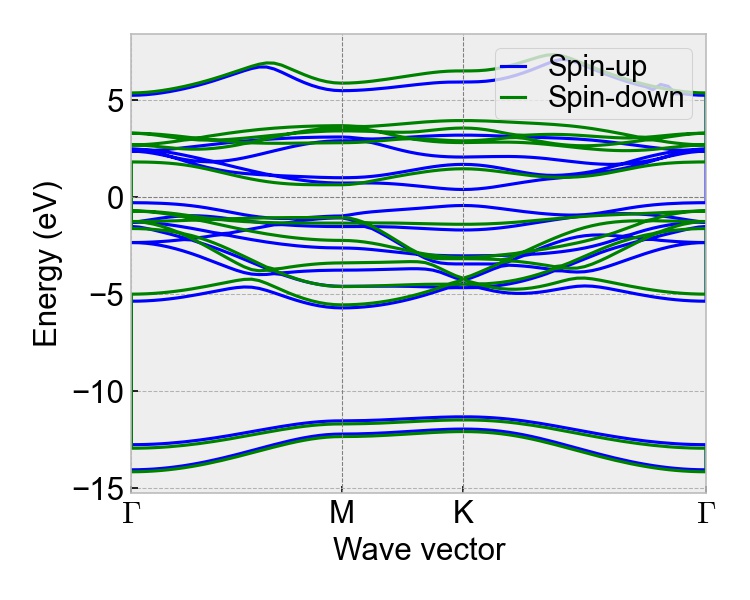 Spin-up
Spin-down
5
0
−5
−10
−15
Energy (eV)
Γ M K Γ
Wave vector